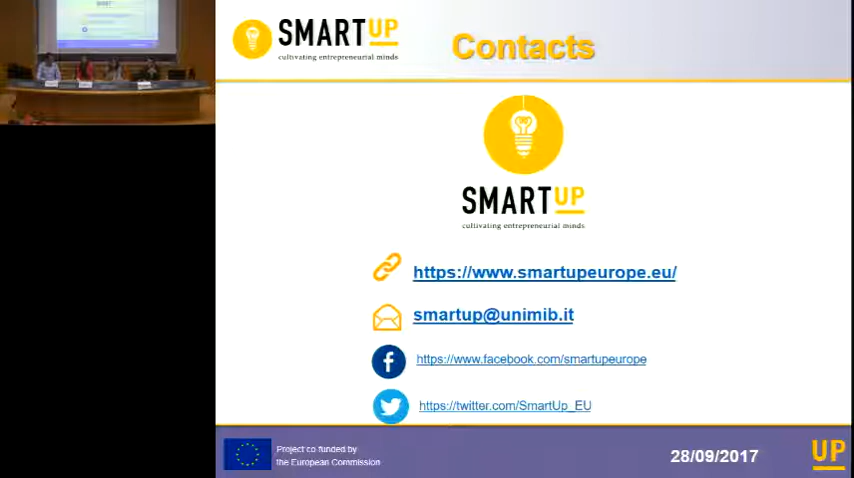 SMARTUP
cultivating entrepreneurial minds
Contacts
SMARTUP
cultivating entrepreneurial minds
https://www.smartupeurope.eu/
smartup@unimib.it
https://www.facebook.com/smartupeurope
https://twitter.com/SmartUp_EU
Project co-funded by
the European Commission
28/09/2017
UP